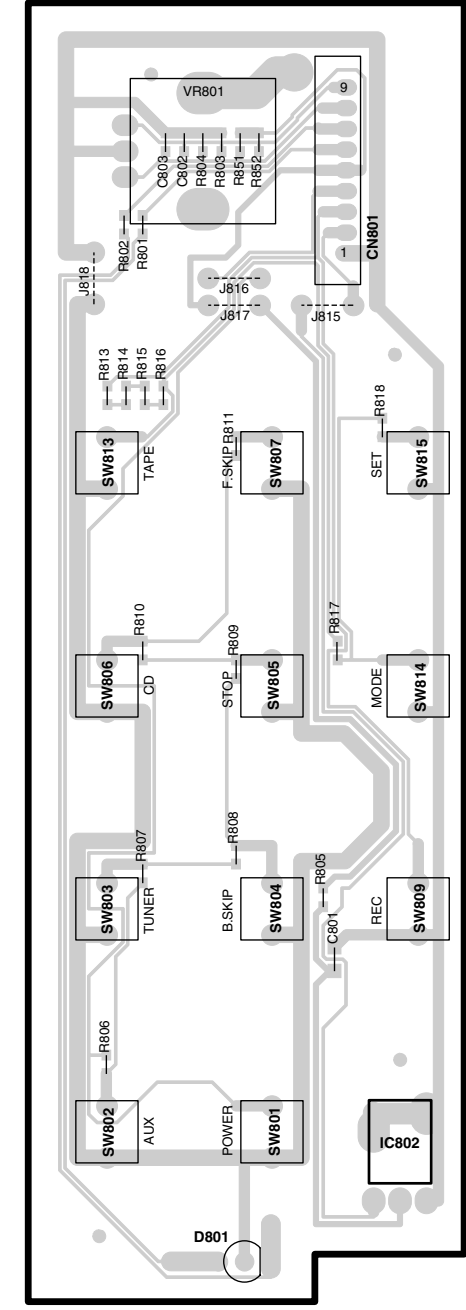 VR801
9
C803
C802
R804
R803
R851
R852
CN801
R802
R801
1
J818
J816
J817
J815
R813
R814
R815
R816
R811
R818
SW813
TAPE
F.SKIP
SW807
SET
SW815
R810
R809
R817
SW806
CD
STOP
SW805
MODE
SW814
R807
R808
R805
SW803
TUNER
B.SKIP
SW804
C801
REC
SW809
R806
SW802
AUX
POWER
SW801
IC802
D801